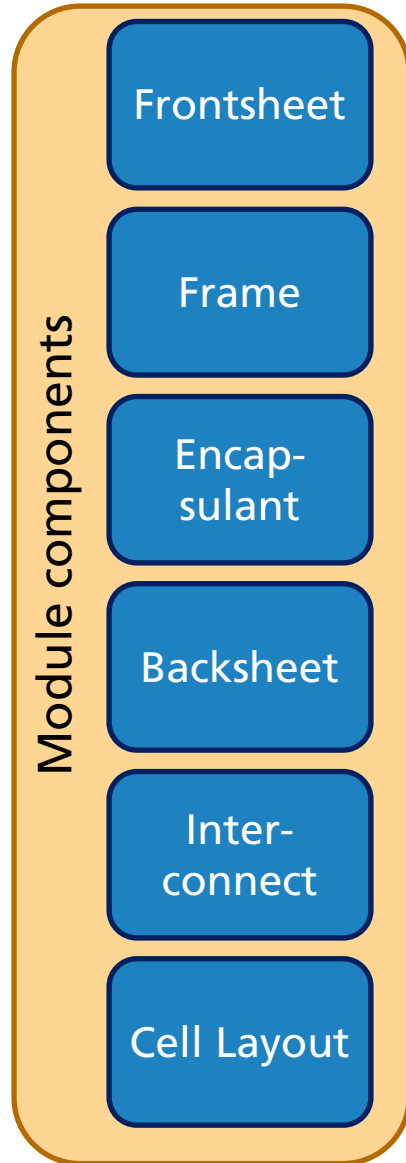 Module components
Frontsheet
Frame
Encap-
sulant
Backsheet
Inter-
connect
Cell Layout